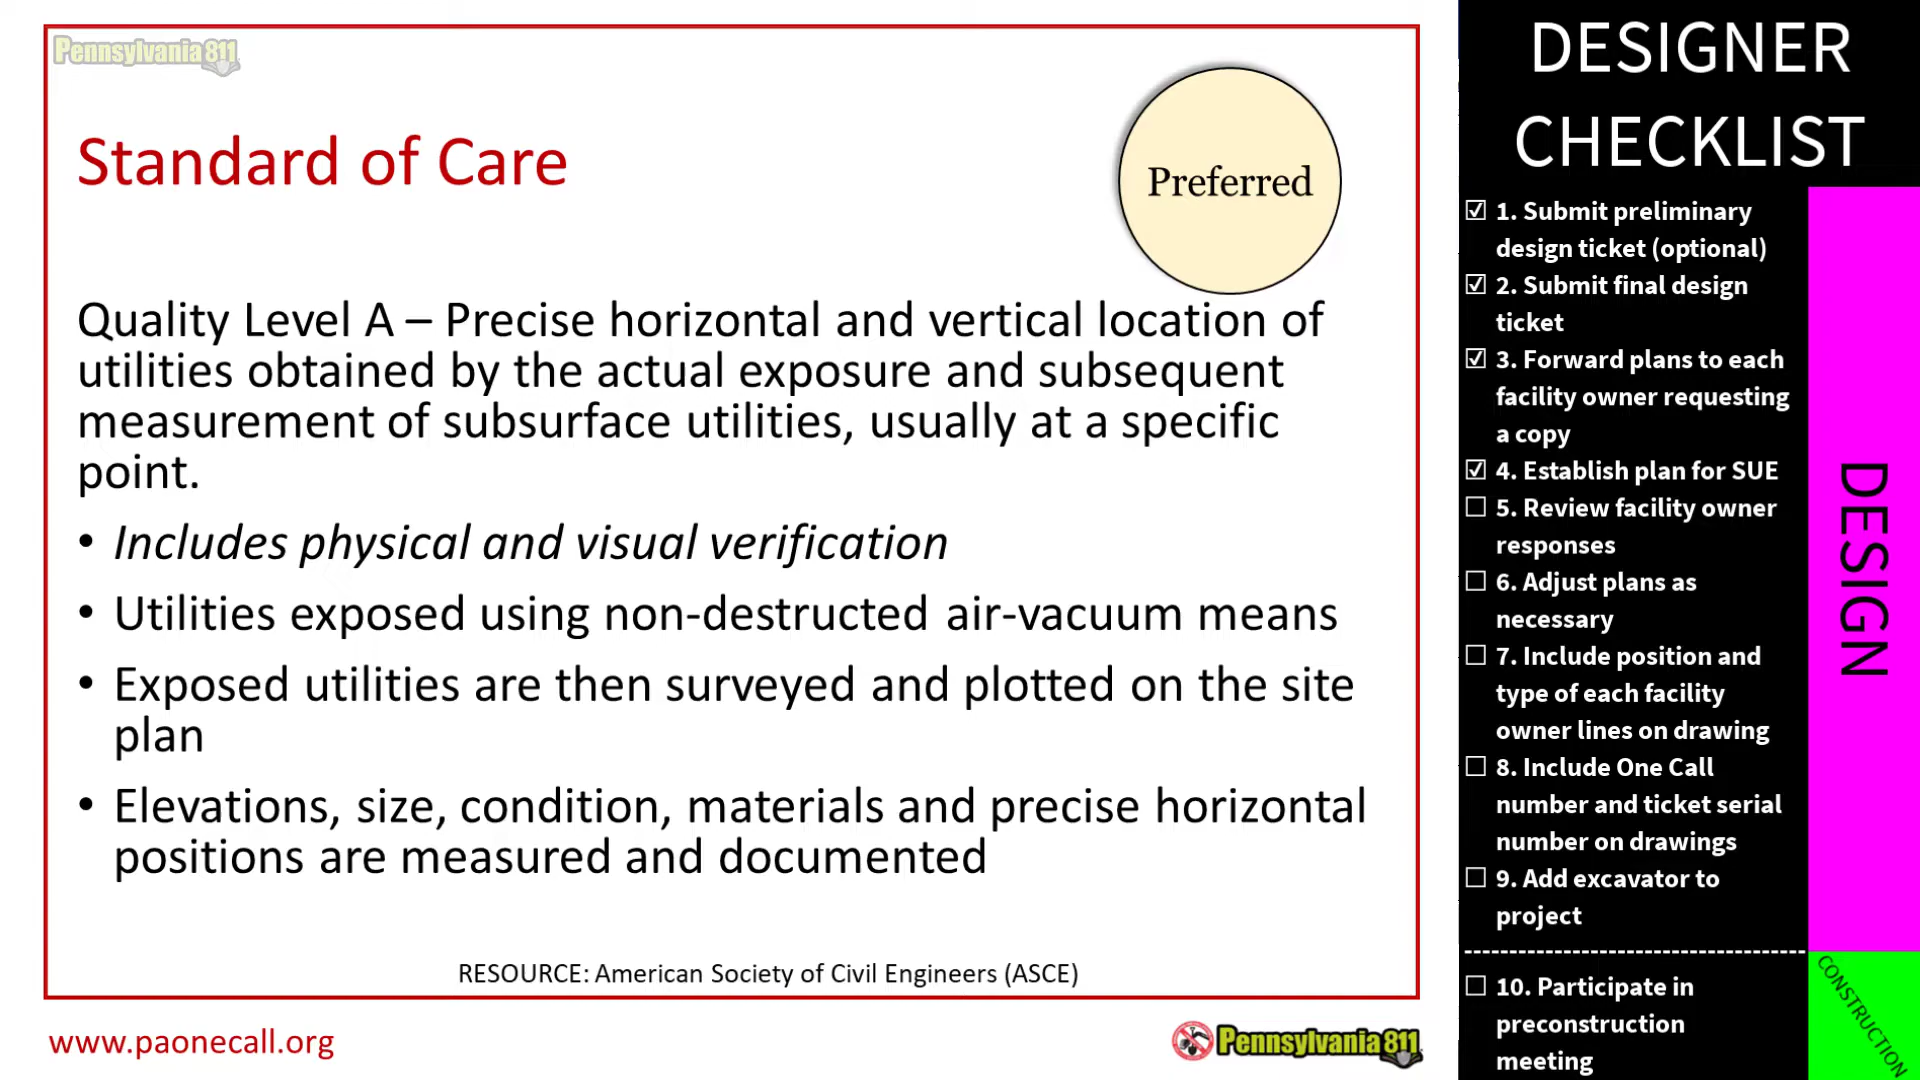 Pennsylvania 811
Standard of Care
Preferred
Quality Level A – Precise horizontal and vertical location of
utilities obtained by the actual exposure and subsequent
measurement of subsurface utilities, usually at a specific
point.
• Includes physical and visual verification
• Utilities exposed using non-destructed air-vacuum means
• Exposed utilities are then surveyed and plotted on the site
plan
• Elevations, size, condition, materials and precise horizontal
positions are measured and documented
RESOURCE: American Society of Civil Engineers (ASCE)
www.paonecall.org
Pennsylvania 811
DESIGNER
CHECKLIST
☑ 1. Submit preliminary
design ticket (optional)
☑ 2. Submit final design
ticket
☑ 3. Forward plans to each
facility owner requesting
a copy
☑ 4. Establish plan for SUE
☐ 5. Review facility owner
responses
☐ 6. Adjust plans as
necessary
☐ 7. Include position and
type of each facility
owner lines on drawing
☐ 8. Include One Call
number and ticket serial
number on drawings
☐ 9. Add excavator to
project
☐ 10. Participate in
preconstruction
meeting
DESIGN
CONSTRUCTION